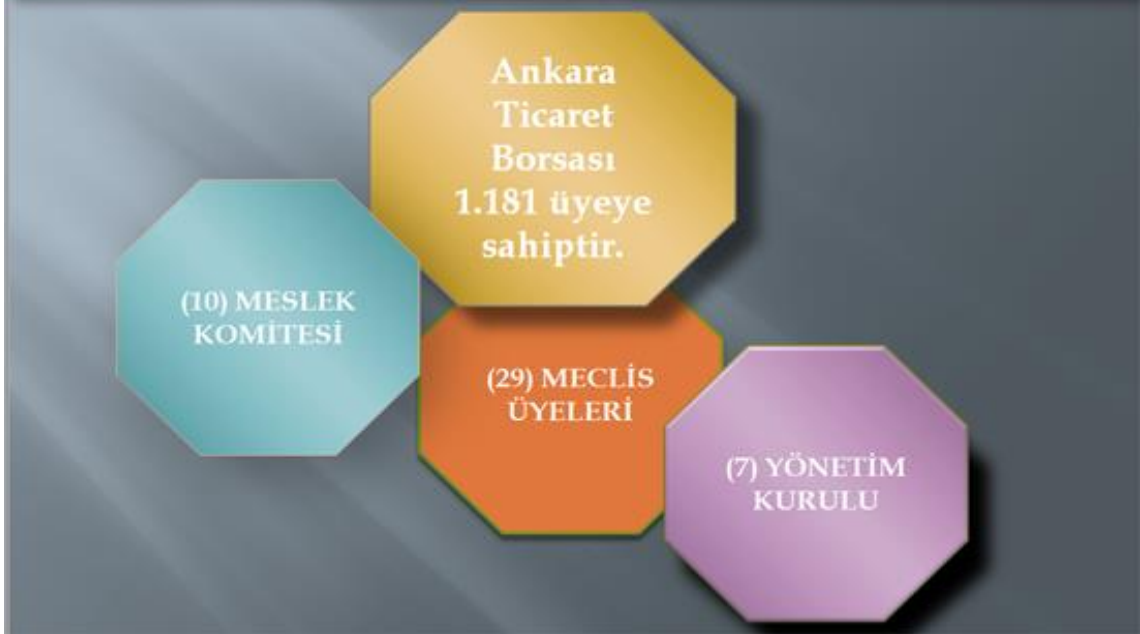 Ankara
Ticaret
Borsası
1.181 üyeye
sahiptir.
(10) MESLEK
KOMİTESİ
(29) MECLİS
ÜYELERİ
(7) YÖNETİM
KURULU